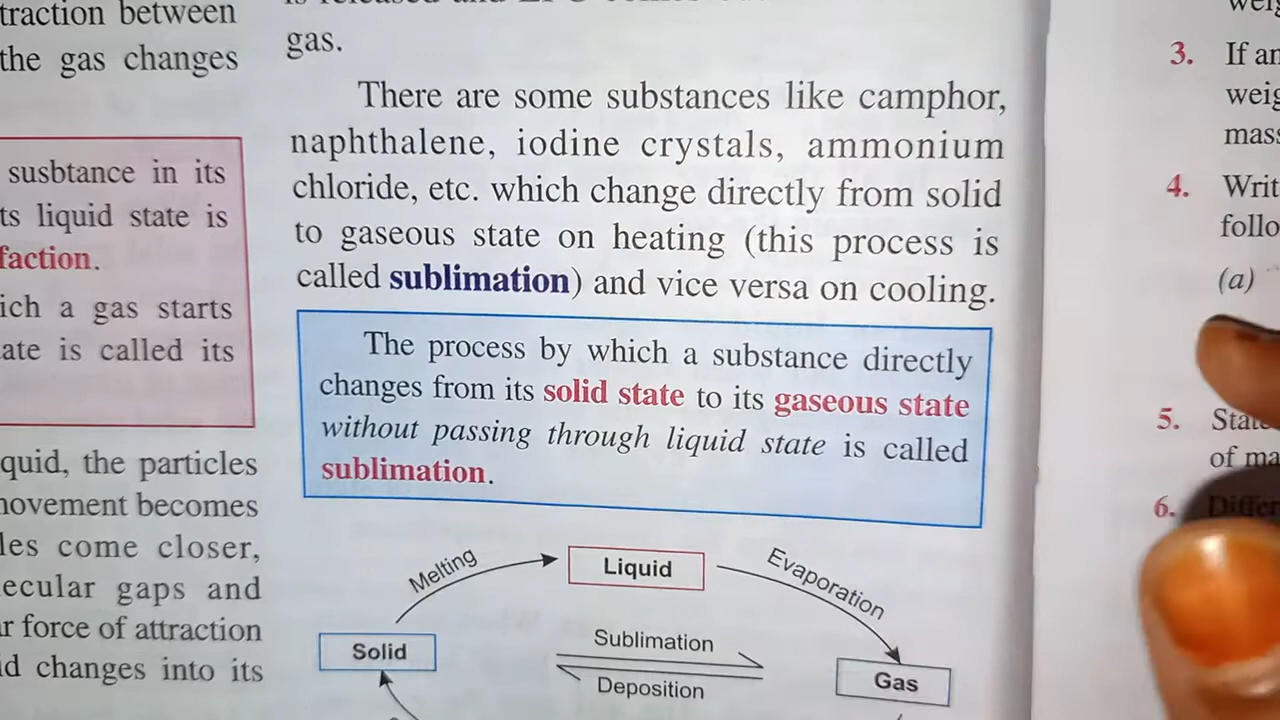 traction between
the gas changes
susbtance in its
ts liquid state is
faction.
ich a gas starts
ate is called its
quid, the particles
novement becomes
les come closer,
ecular gaps and
ar force of attraction
id changes into its
gas.
There are some substances like camphor,
naphthalene, iodine crystals, ammonium
chloride, etc. which change directly from solid
to gaseous state on heating (this process is
called sublimation) and vice versa on cooling.
The process by which a substance directly
changes from its solid state to its gaseous state
without passing through liquid state is called
sublimation.
Melting
Liquid
Evaporation
Solid
Sublimation
Deposition
Gas
3. If an
weig
mass
4. Writ
follo
(a)
5. State
of ma
6. Differ